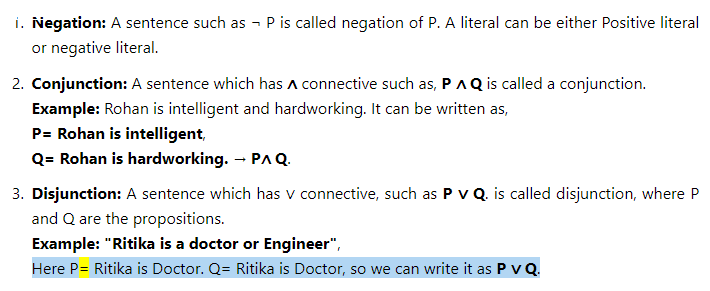 1. Negation: A sentence such as ¬ P is called negation of P. A literal can be either Positive literal
or negative literal.
2. Conjunction: A sentence which has ∧ connective such as, P ∧ Q is called a conjunction.
Example: Rohan is intelligent and hardworking. It can be written as,
P= Rohan is intelligent,
Q= Rohan is hardworking. → P∧ Q.
3. Disjunction: A sentence which has ∨ connective, such as P ∨ Q. is called disjunction, where P
and Q are the propositions.
Example: "Ritika is a doctor or Engineer",
Here P= Ritika is Doctor. Q= Ritika is Doctor, so we can write it as P ∨ Q.